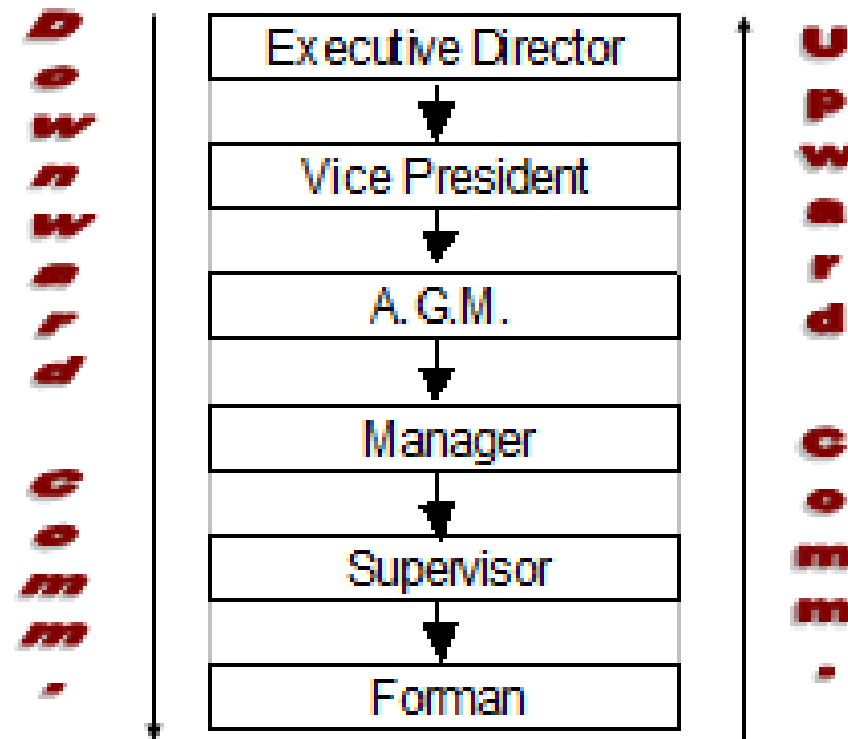 Downward Comm.
Executive Director
Vice President
A. G.M.
Manager
Supervisor
Forman
Upward Comm.